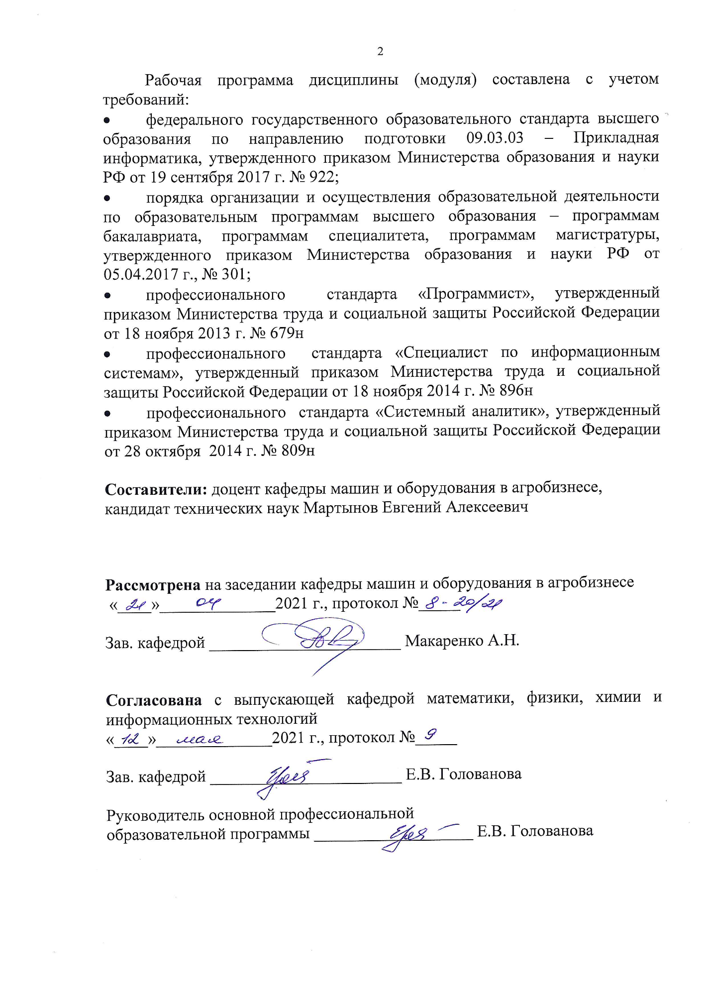 2
Рабочая программа дисциплины (модуля) составлена с учетом
требований:
• федерального государственного образовательного стандарта высшего
образования по направлению подготовки 09.03.03 – Прикладная
информатика, утвержденного приказом Министерства образования и науки
РФ от 19 сентября 2017 г. № 922;
• порядка организации и осуществления образовательной деятельности
по образовательным программам высшего образования – программам
бакалавриата, программам специалитета, программам магистратуры,
утвержденного приказом Министерства образования и науки РФ от
05.04.2017 г., № 301;
• профессионального стандарта «Программист», утвержденный
приказом Министерства труда и социальной защиты Российской Федерации
от 18 ноября 2013 г. № 679н
• профессионального стандарта «Специалист по информационным
системам», утвержденный приказом Министерства труда и социальной
защиты Российской Федерации от 18 ноября 2014 г. № 896н
• профессионального стандарта «Системный аналитик», утвержденный
приказом Министерства труда и социальной защиты Российской Федерации
от 28 октября 2014 г. № 809н
Составители: доцент кафедры машин и оборудования в агробизнесе,
кандидат технических наук Мартынов Евгений Алексеевич
Рассмотрена на заседании кафедры машин и оборудования в агробизнесе
«21» 04 2021 г., протокол № 8-20/21
Зав. кафедрой Макаренко А.Н.
Согласована с выпускающей кафедрой математики, физики, химии и
информационных технологий
«12» мая 2021 г., протокол № 9
Зав. кафедрой Е.В. Голованова
Руководитель основной профессиональной
образовательной программы Е.В. Голованова